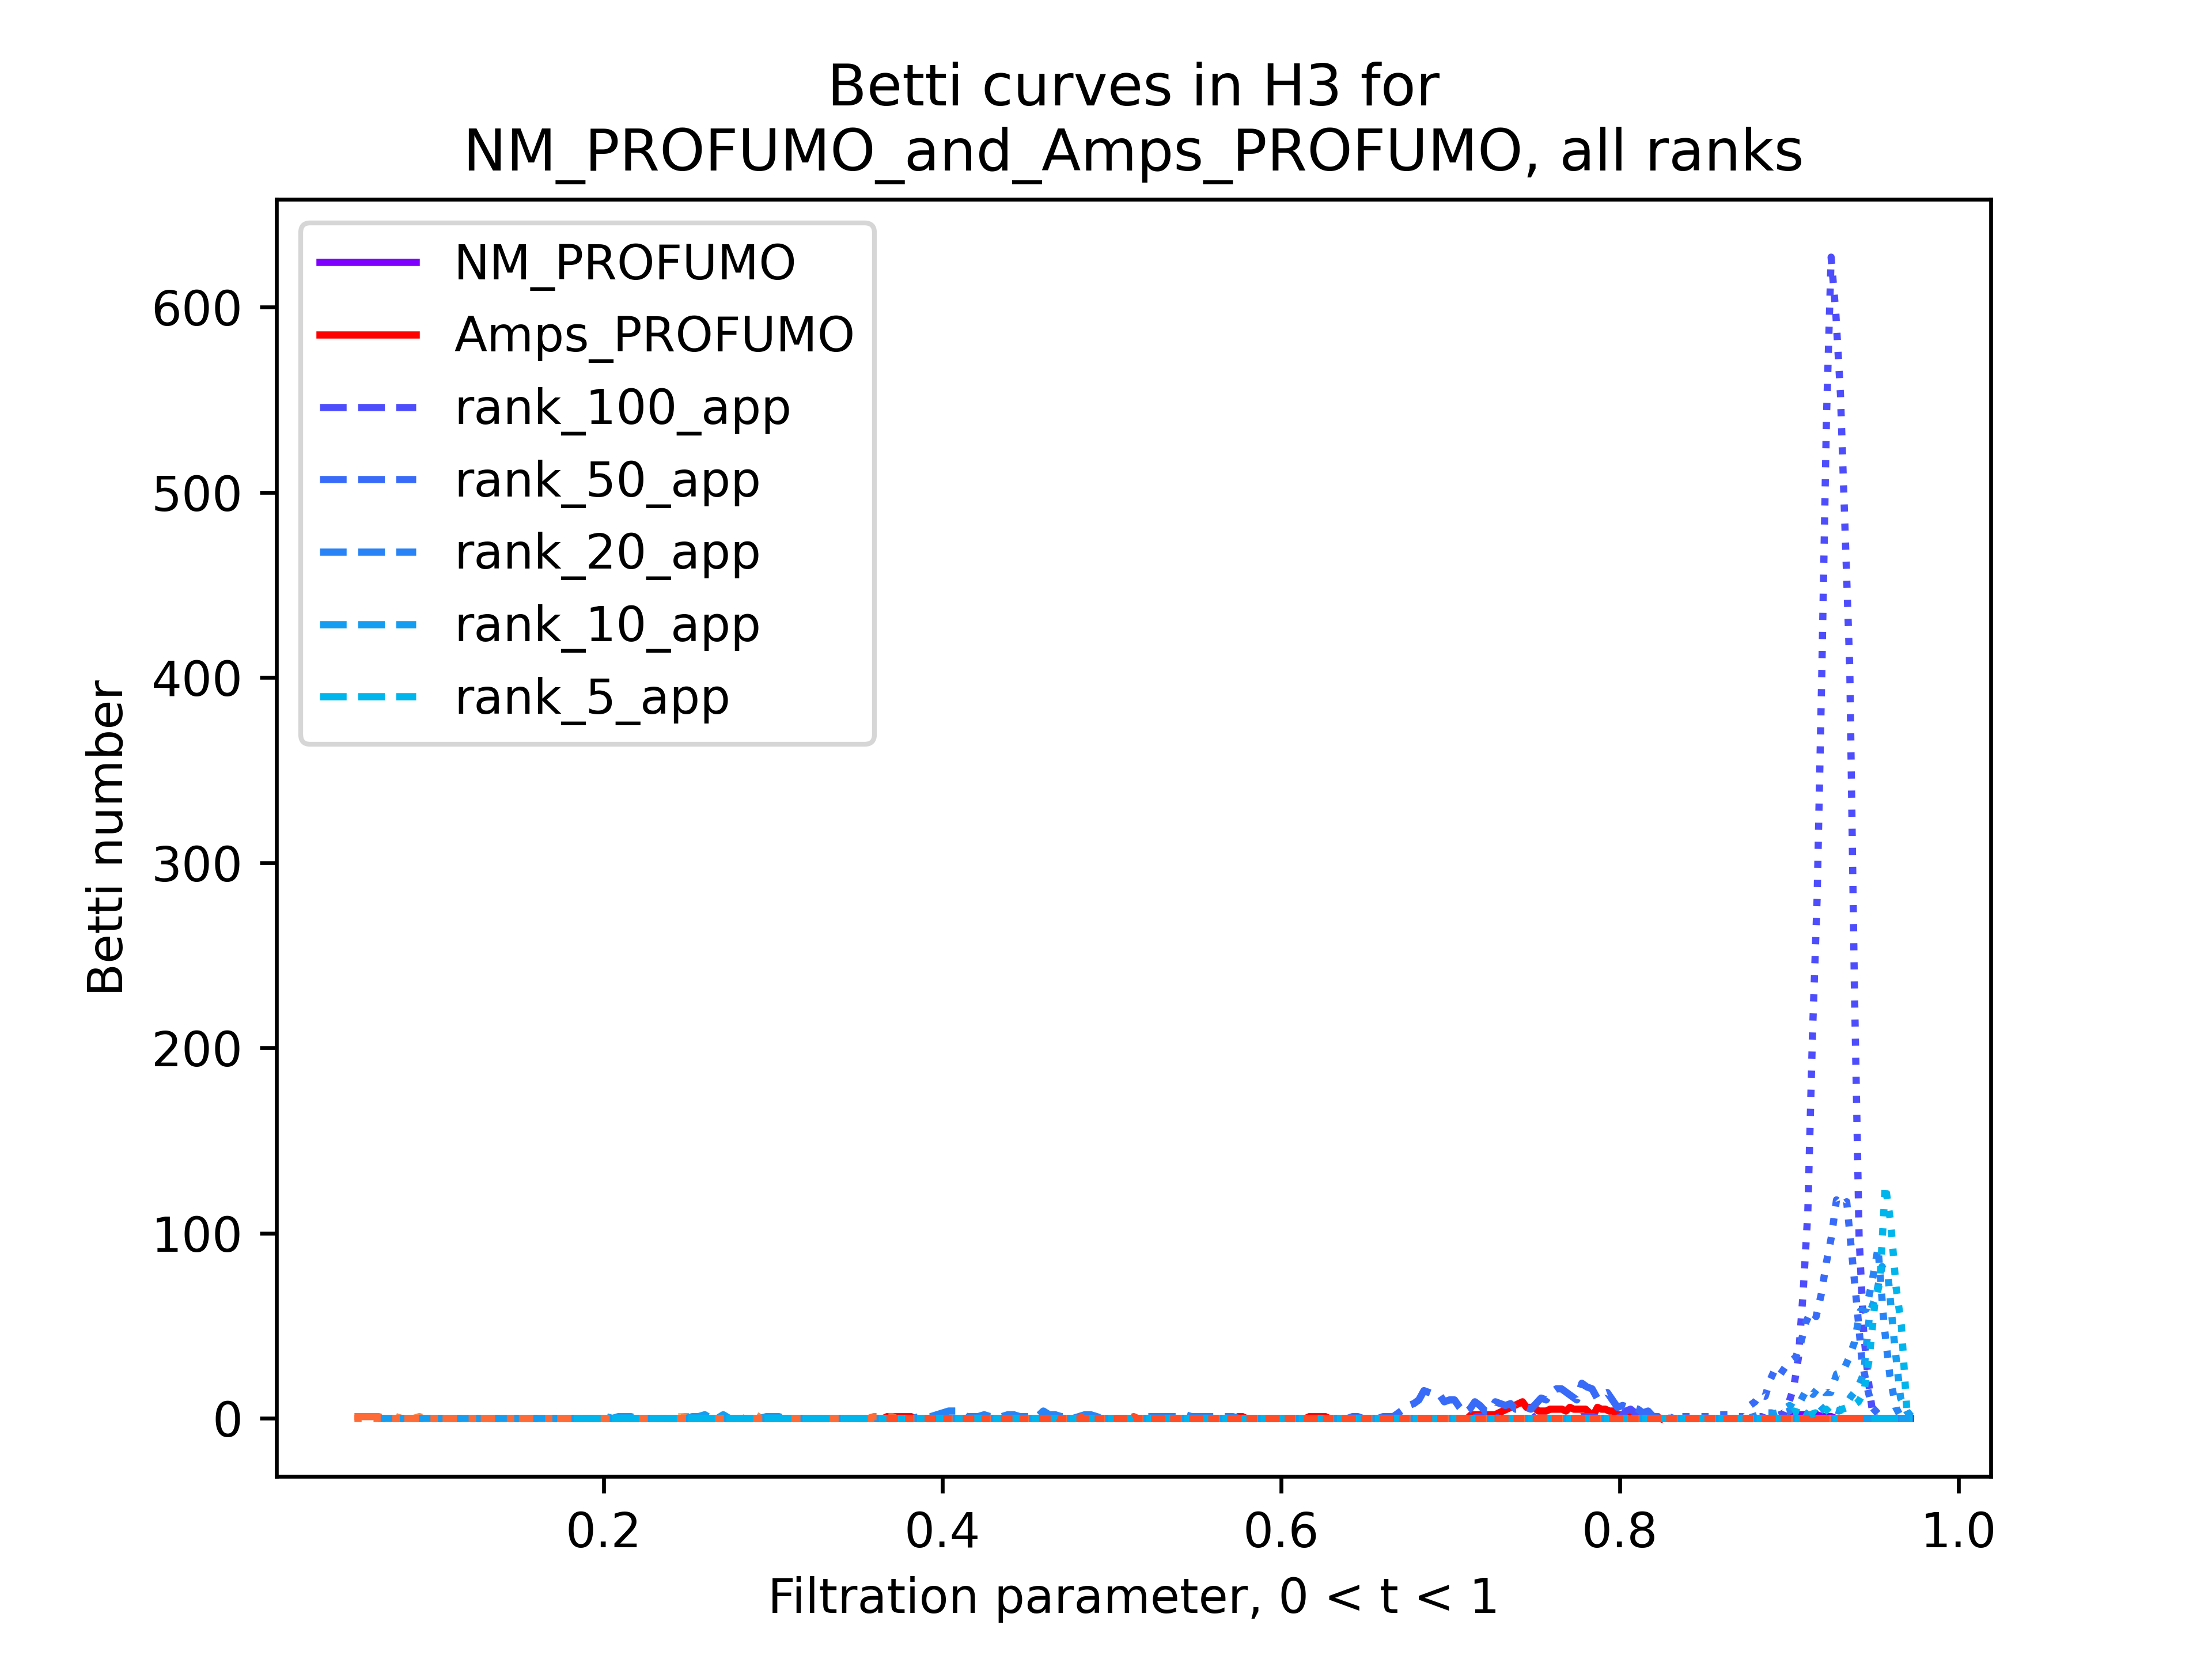 Betti curves in H3 for
NM_PROFUMO_and_Amps_PROFUMO, all ranks
NM_PROFUMO
Amps_PROFUMO
rank_100_app
rank_50_app
rank_20_app
rank_10_app
rank_5_app
600
500
400
300
200
100
0
Betti number
0.2 0.4 0.6 0.8 1.0
Filtration parameter, 0 < t < 1